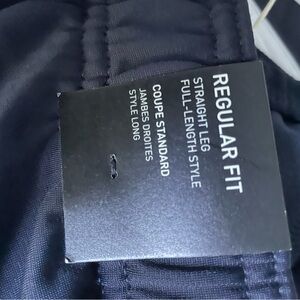 REGULAR FIT
STRAIGHT LEG
FULL-LENGTH STYLE
COUPE STANDARD
JAMBES DROITES
STYLE LONG